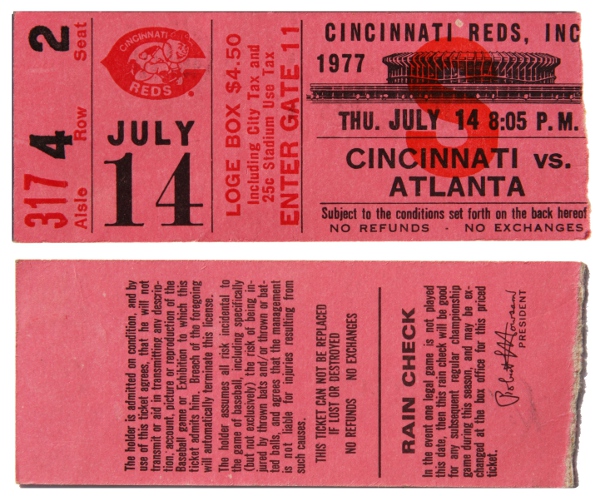 317 4 2
Aisle Row Seat
CINCINNATI
REDS
JULY
14
LOGE BOX $4.50
Including City Tax and
25c Stadium Use Tax
ENTER GATE 11
CINCINNATI REDS, INC
1977
S
THU. JULY 14 8:05 P.M.
CINCINNATI vs.
ATLANTA
Subject to the conditions set forth on the back hereof
NO REFUNDS - NO EXCHANGES
The holder is admitted on condition, and by
use of this ticket agrees, that he will not
transmit or aid in transmitting any descrip-
tion, account, picture or reproduction of the
Baseball game or Exhibition to which this
ticket admits him. Breach of the foregoing
will automatically terminate this license.
The holder assumes all risk incidental to
the game of baseball, including specifically
(but not exclusively) the risk of being in-
jured by thrown bats and/or thrown or bat-
ted balls, and agrees that the management
is not liable for injuries resulting from
such causes.
THIS TICKET CAN NOT BE REPLACED
IF LOST OR DESTROYED
NO REFUNDS NO EXCHANGES
RAIN CHECK
In the event one legal game is not played
this date, then this rain check will be good
for any subsequent regular championship
game during this season, and may be ex-
changed at the box office for this priced
ticket.
PRESIDENT